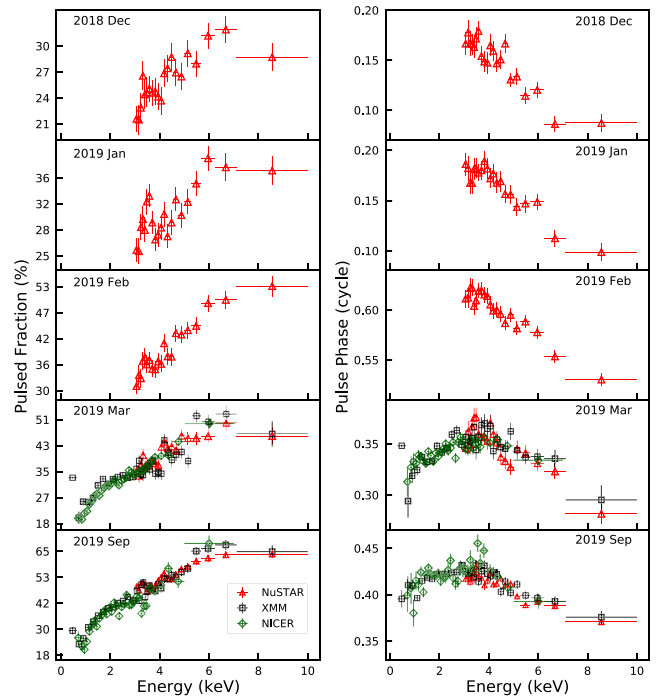 2018 Dec
30
27
24
21
2019 Jan
36
32
28
25
2019 Feb
53
47
42
36
30
2019 Mar
51
43
35
27
18
2019 Sep
65
53
42
30
18
NuSTAR
XMM
NICER
0 2 4 6 8 10
Energy (keV)
Pulsed Fraction (%)
2018 Dec
0.20
0.15
0.10
2019 Jan
0.20
0.15
0.10
2019 Feb
0.60
0.55
2019 Mar
0.35
0.30
2019 Sep
0.45
0.40
0.35
0 2 4 6 8 10
Energy (keV)
Pulse Phase (cycle)